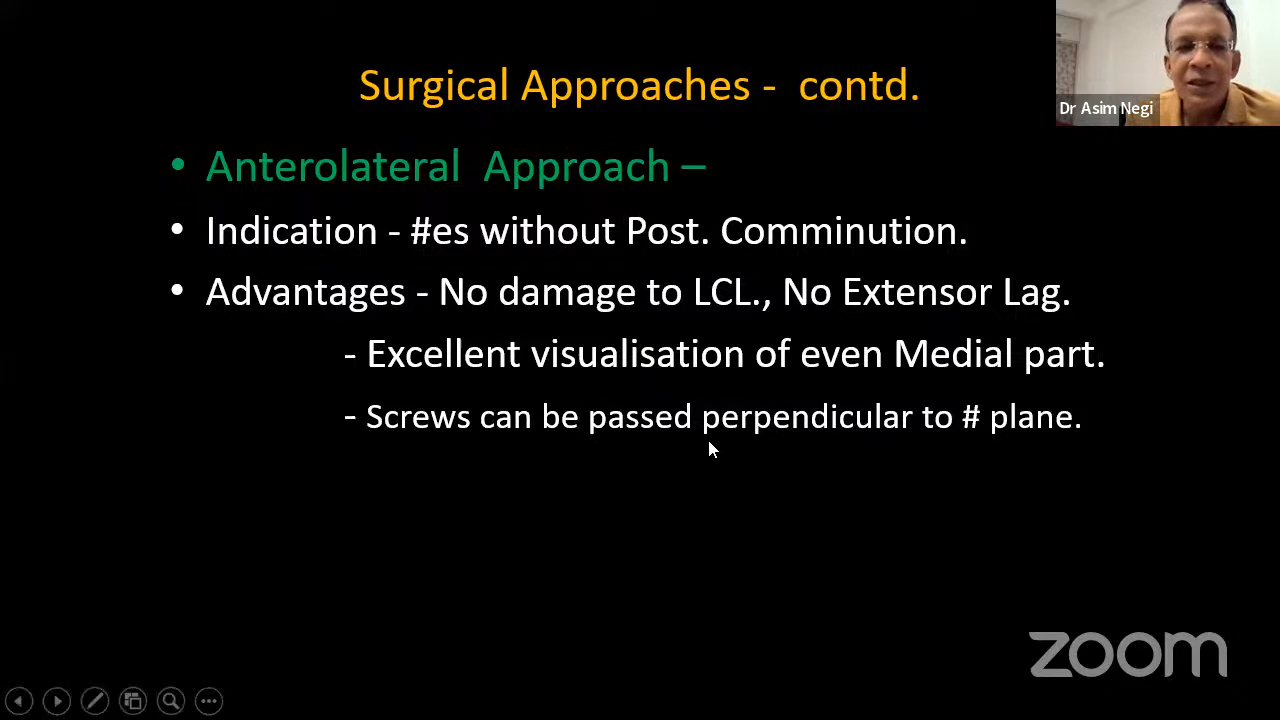 Surgical Approaches - contd.
Dr Asim Negi
• Anterolateral Approach –
• Indication - #es without Post. Comminution.
• Advantages - No damage to LCL., No Extensor Lag.
- Excellent visualisation of even Medial part.
- Screws can be passed perpendicular to # plane.
zoom